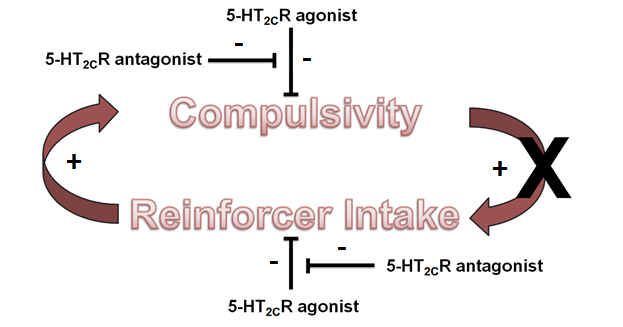 5-HT2CR agonist
-
5-HT2CR antagonist
-
Compulsivity
+
+
X
Reinforcer Intake
-
-
5-HT2CR antagonist
5-HT2CR agonist